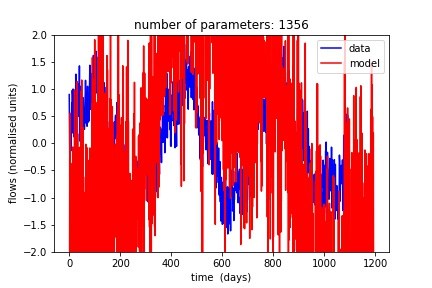 number of parameters: 1356
data
model
flows (normalised units)
2.0
1.5
1.0
0.5
0.0
−0.5
−1.0
−1.5
−2.0
0 200 400 600 800 1000 1200
time (days)